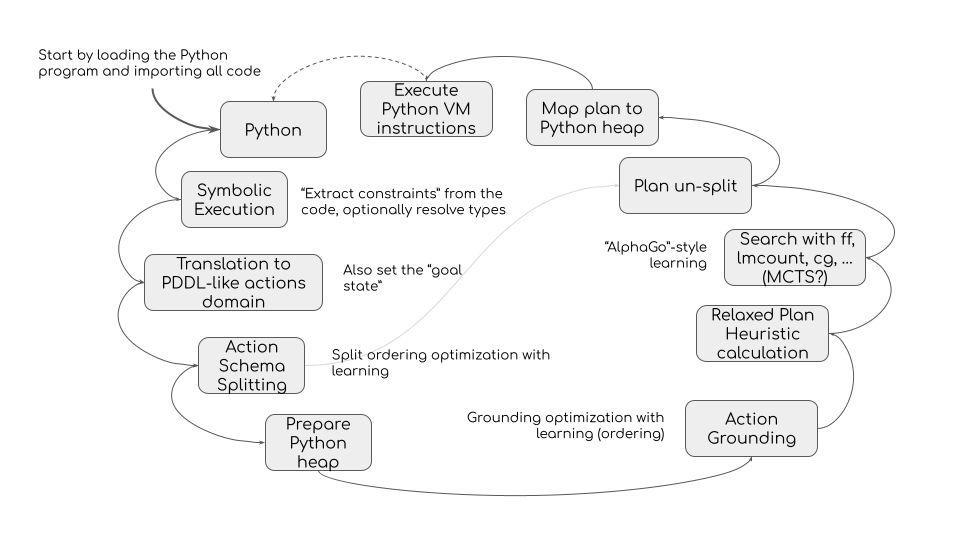 Start by loading the Python
program and importing all code
Python
Execute
Python VM
instructions
Map plan to
Python heap
Symbolic
Execution
“Extract constraints” from the
code, optionally resolve types
Plan un-split
Translation to
PDDL-like actions
domain
Also set the “goal
state”
“AlphaGo”-style
learning
Search with ff,
lmcount, cg, ...
(MCTS?)
Action
Schema
Splitting
Split ordering optimization with
learning
Relaxed Plan
Heuristic
calculation
Prepare
Python
heap
Grounding optimization with
learning (ordering)
Action
Grounding